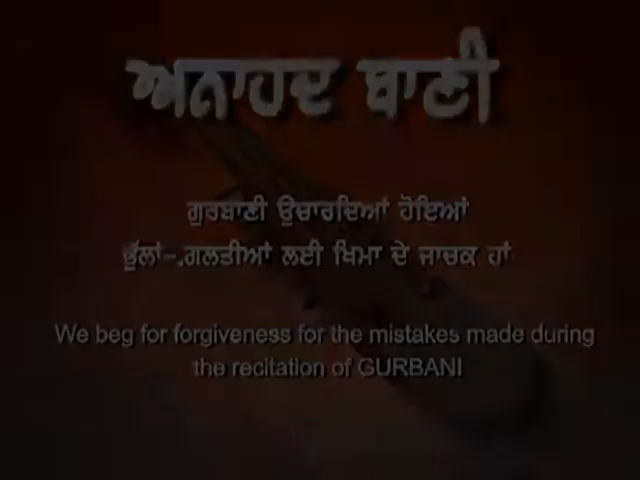 ਅਨਾਹਦ ਬਾਣੀ
ਗੁਰਬਾਣੀ ਉਚਾਰਦਿਆਂ ਹੋਇਆਂ
ਭੁੱਲਾਂ-ਗਲਤੀਆਂ ਲਈ ਖਿਮਾ ਦੇ ਜਾਚਕ ਹਾਂ
We beg for forgiveness for the mistakes made during
the recitation of GURBANI